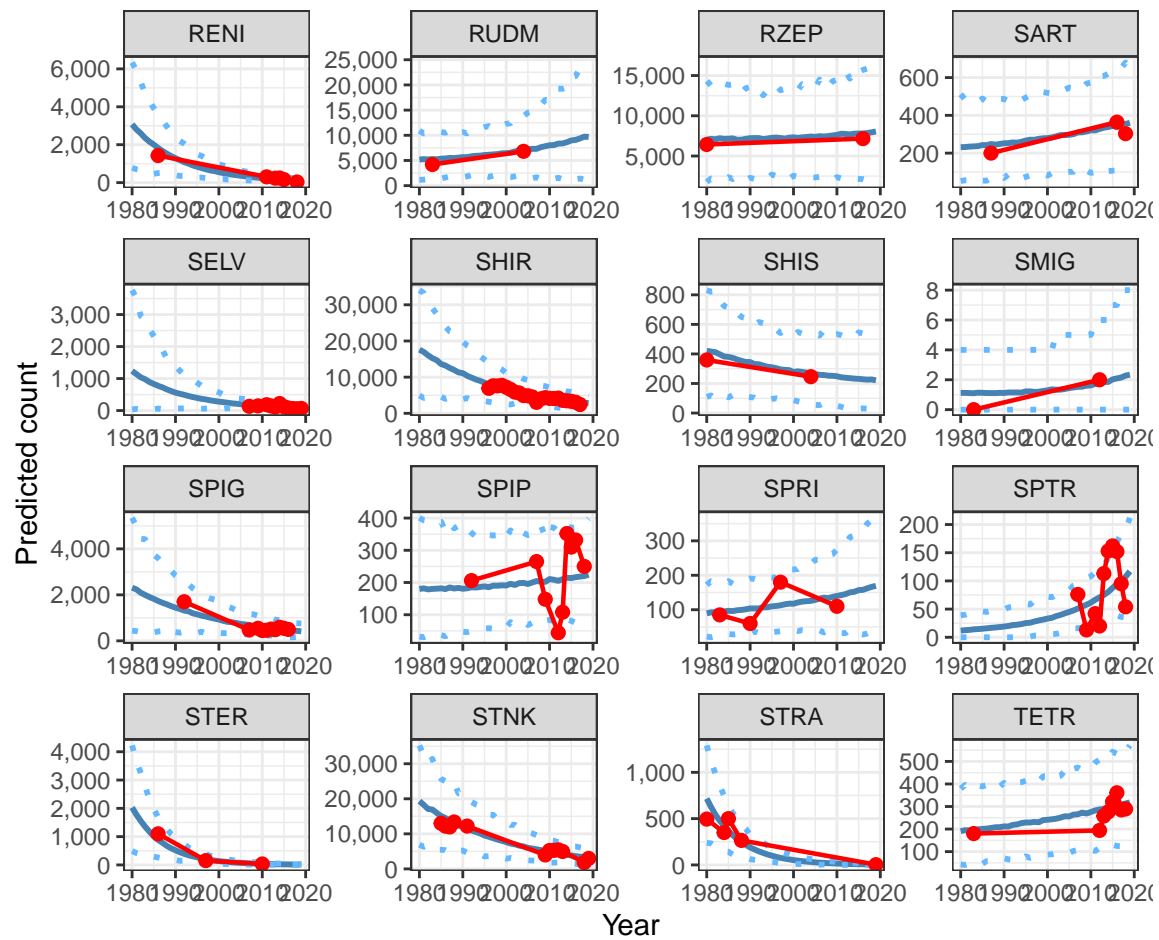 RENI RUDM RZEP SART
6,000 4,000 2,000 0
25,000 20,000 15,000 10,000 5,000 0
15,000 10,000 5,000
600 400 200
1980 1990 2000 2010 2020 1980 1990 2000 2010 2020 1980 1990 2000 2010 2020 1980 1990 2000 2010 2020
SELV SHIR SHIS SMIG
3,000 2,000 1,000 0
30,000 20,000 10,000 0
800 600 400 200 0
8 6 4 2 0
1980 1990 2000 2010 2020 1980 1990 2000 2010 2020 1980 1990 2000 2010 2020 1980 1990 2000 2010 2020
Predicted count
SPIG SPIP SPRI SPTR
4,000 2,000 0
400 300 200 100
300 200 100
200 150 100 50 0
1980 1990 2000 2010 2020 1980 1990 2000 2010 2020 1980 1990 2000 2010 2020 1980 1990 2000 2010 2020
STER STNK STRA TETR
4,000 3,000 2,000 1,000 0
30,000 20,000 10,000 0
1,000 500 0
500 400 300 200 100
1980 1990 2000 2010 2020 1980 1990 2000 2010 2020 1980 1990 2000 2010 2020 1980 1990 2000 2010 2020
Year